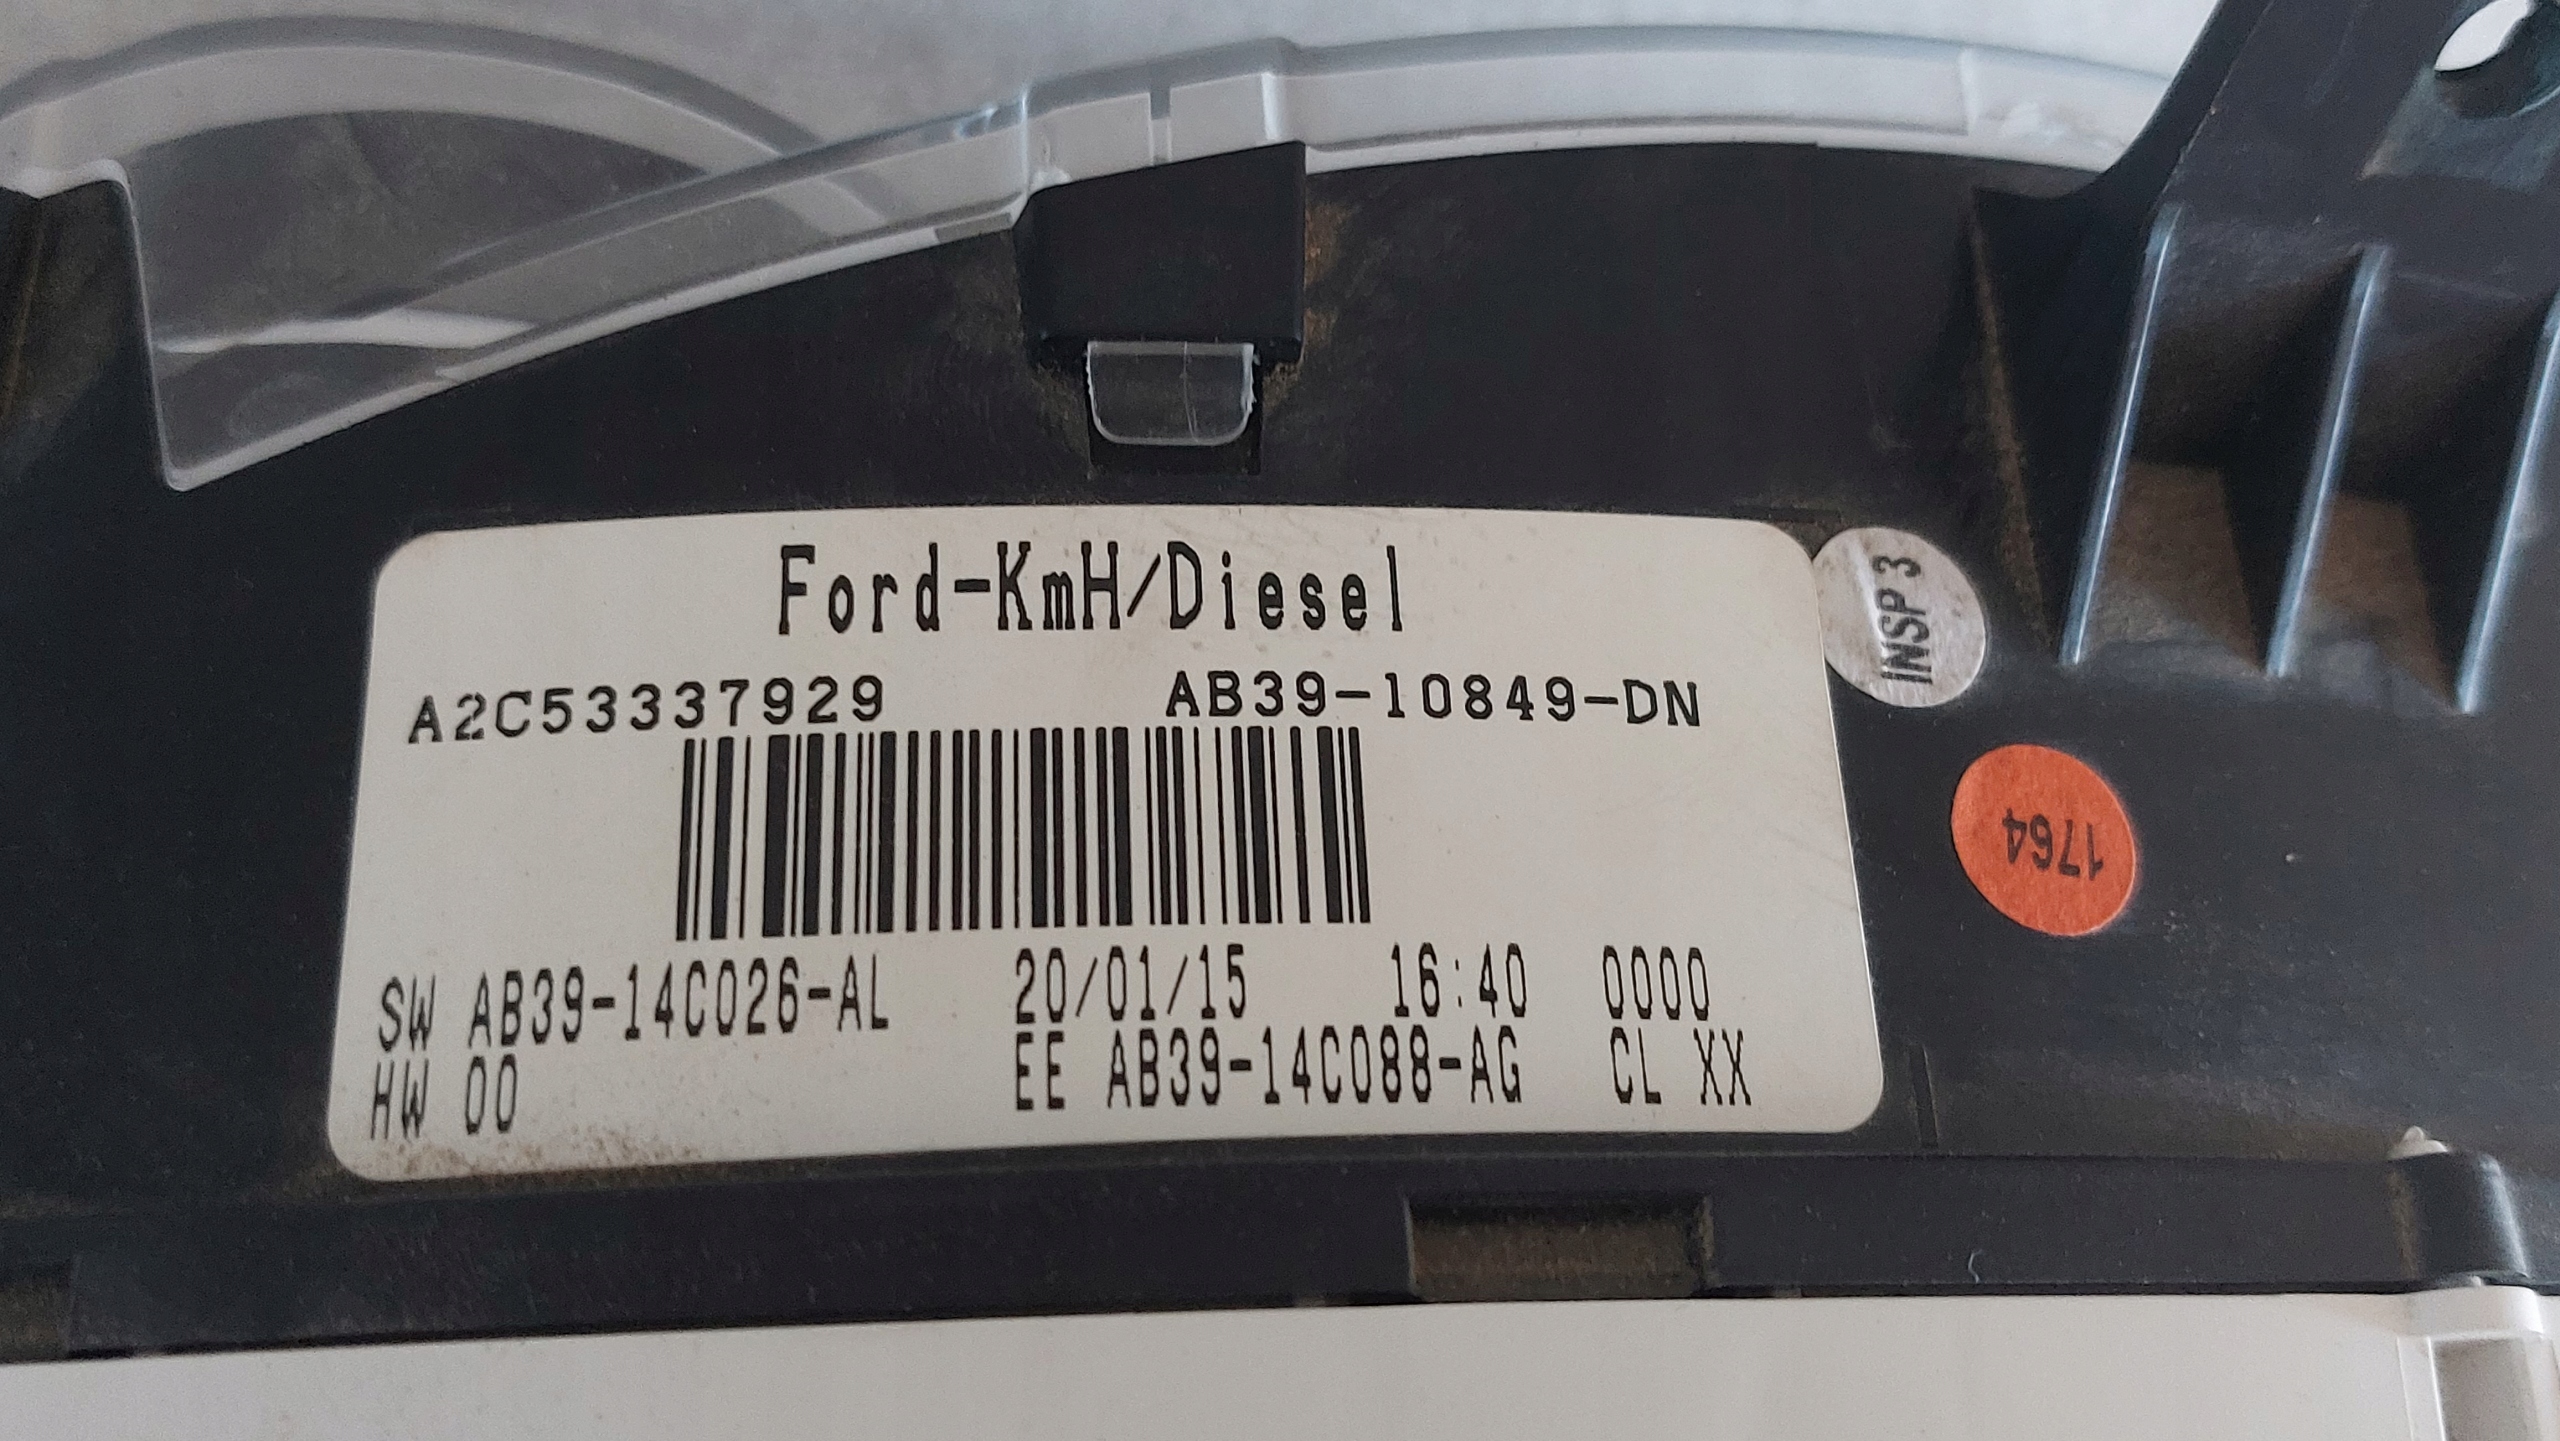 Ford-KmH/Diesel
A2C53337929 AB39-10849-DN
SW AB39-14C026-AL 20/01/15 16:40 0000
HW 00 EE AB39-14C088-AG CL XX
INSP 3
1764